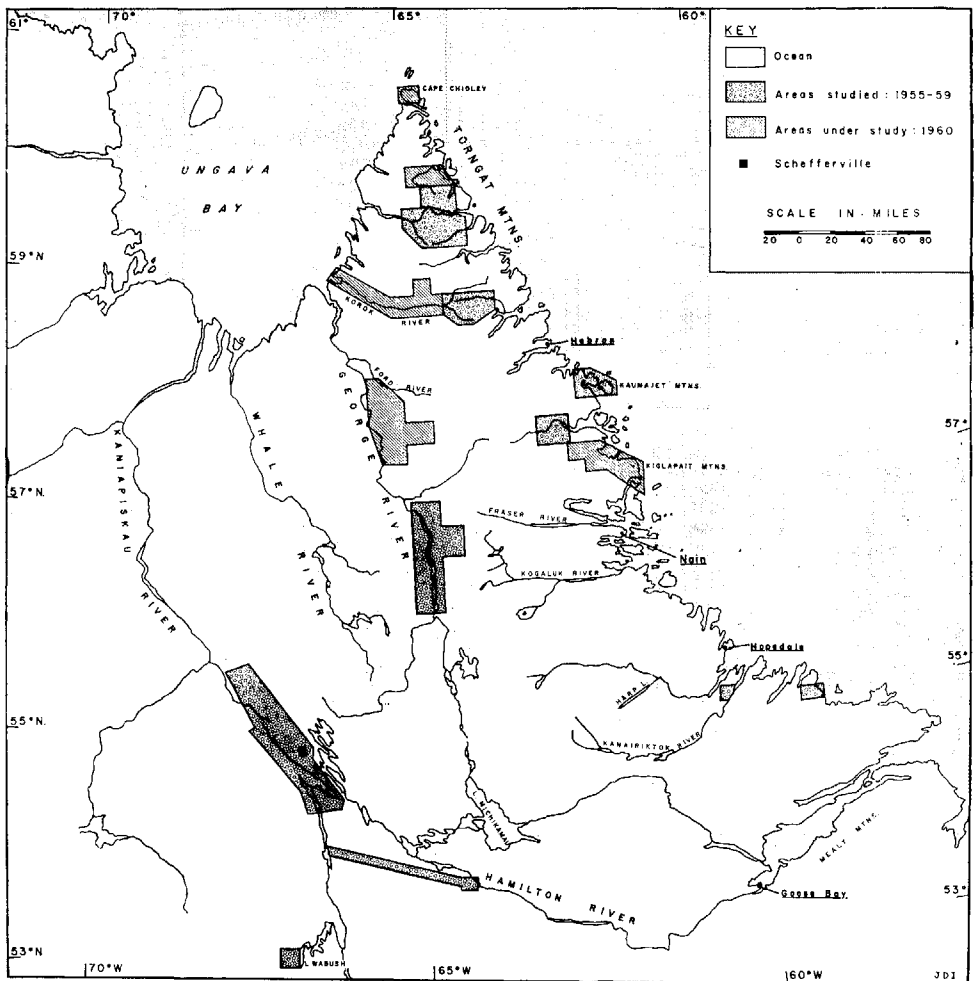 61°
70°
65°
60°
KEY
Ocean
Areas studied: 1955-59
Areas under study: 1960
Schefferville
SCALE IN MILES
20 0 20 40 60 80
CAPE CHIDLEY
UNGAVA
BAY
TORNGAT MTNS.
59°
KOROK
RIVER
Hebron
FORD RIVER
KAUMAJET MTNS.
GEORGE RIVER
WHALE RIVER
KANIAPISKAU RIVER
57°
KIGLAPAIT MTNS.
57°N.
FRASER RIVER
Nain
KOGALUK RIVER
Hopedale
55°
HARP L.
55°N.
KANAIRIKTOK RIVER
L. MICHIKAMAU
MEALY MTNS.
HAMILTON RIVER
Goose Bay
53°
53°N
L. WABUSH
70°W
65°W
60°W
JDI